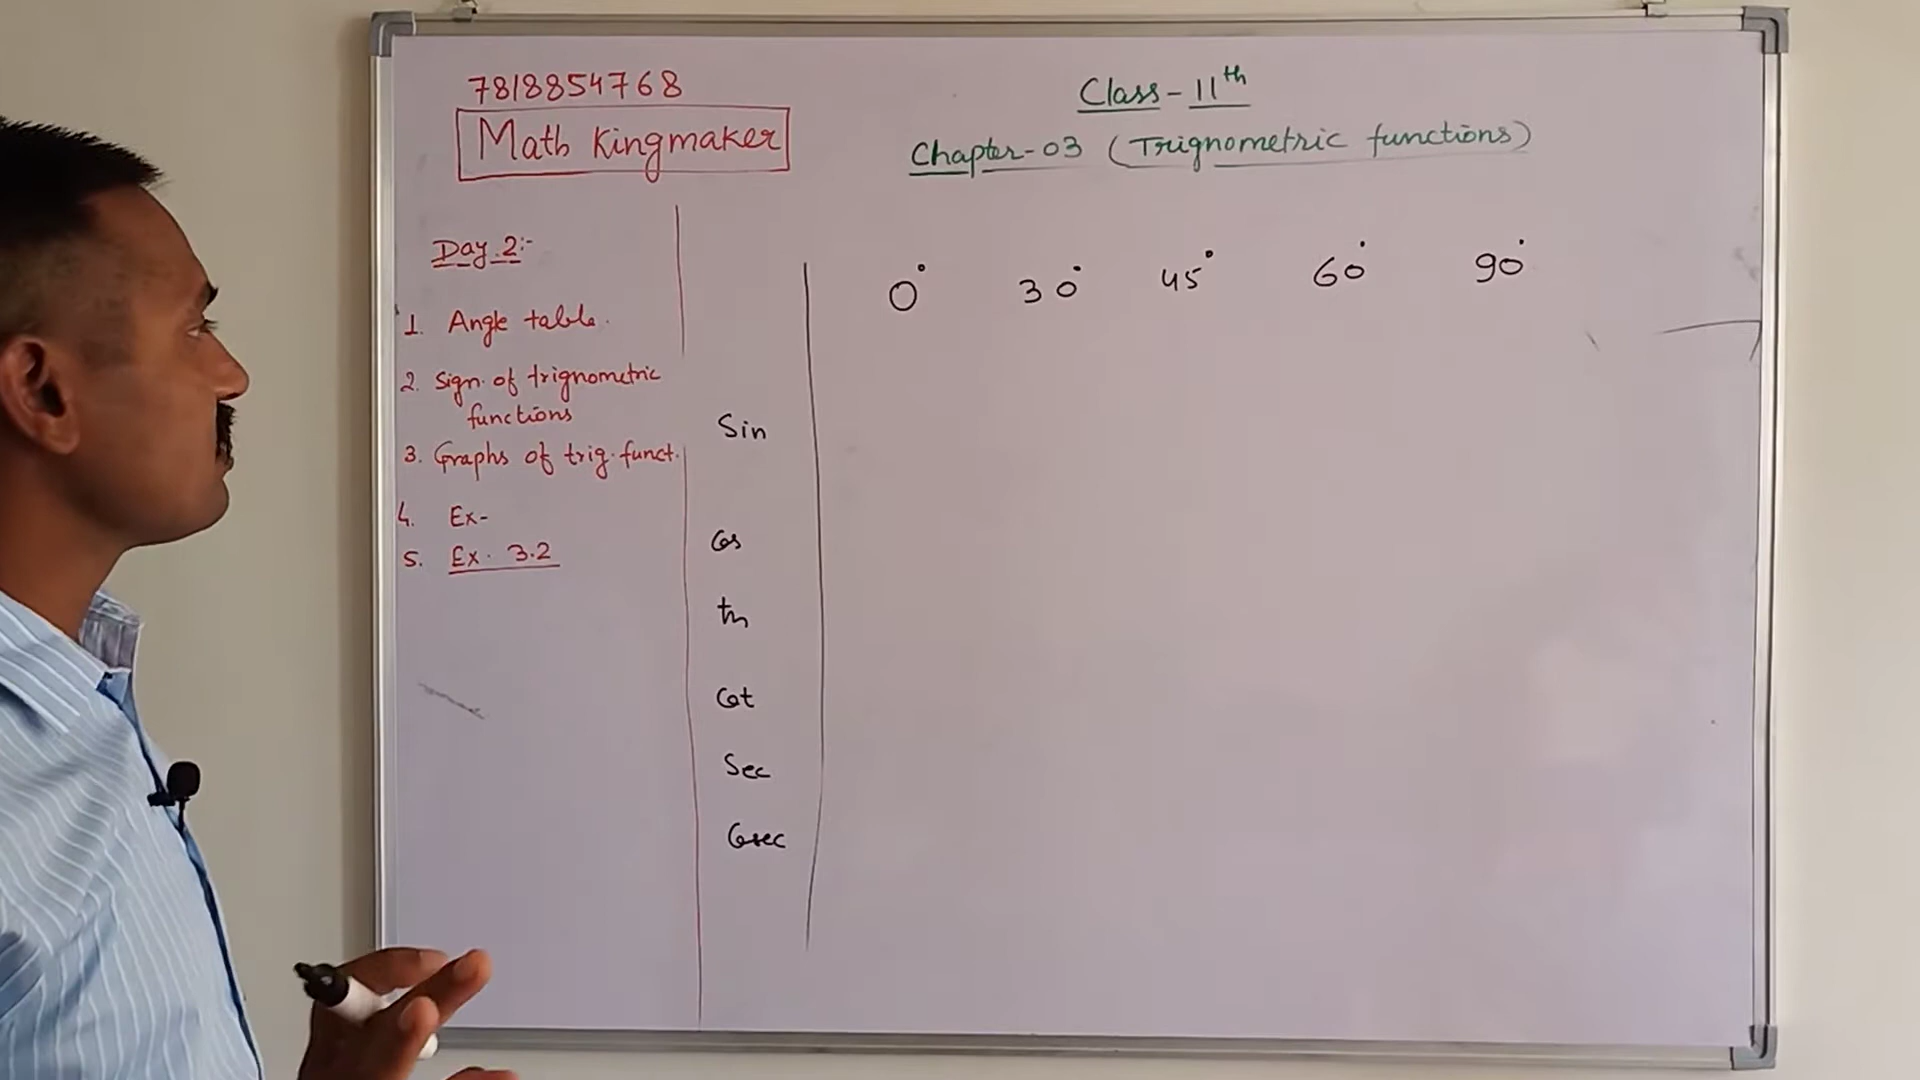 7818854768
Math Kingmaker
Class-11th
Chapter-03 (Trignometric functions)
Day 2:-
1. Angle table.
2. Sign. of trignometric
functions
3. Graphs of trig. funct.
4. Ex-
5. Ex. 3.2
0° 30° 45° 60° 90°
Sin
Cos
tn
Cot
Sec
Cosec